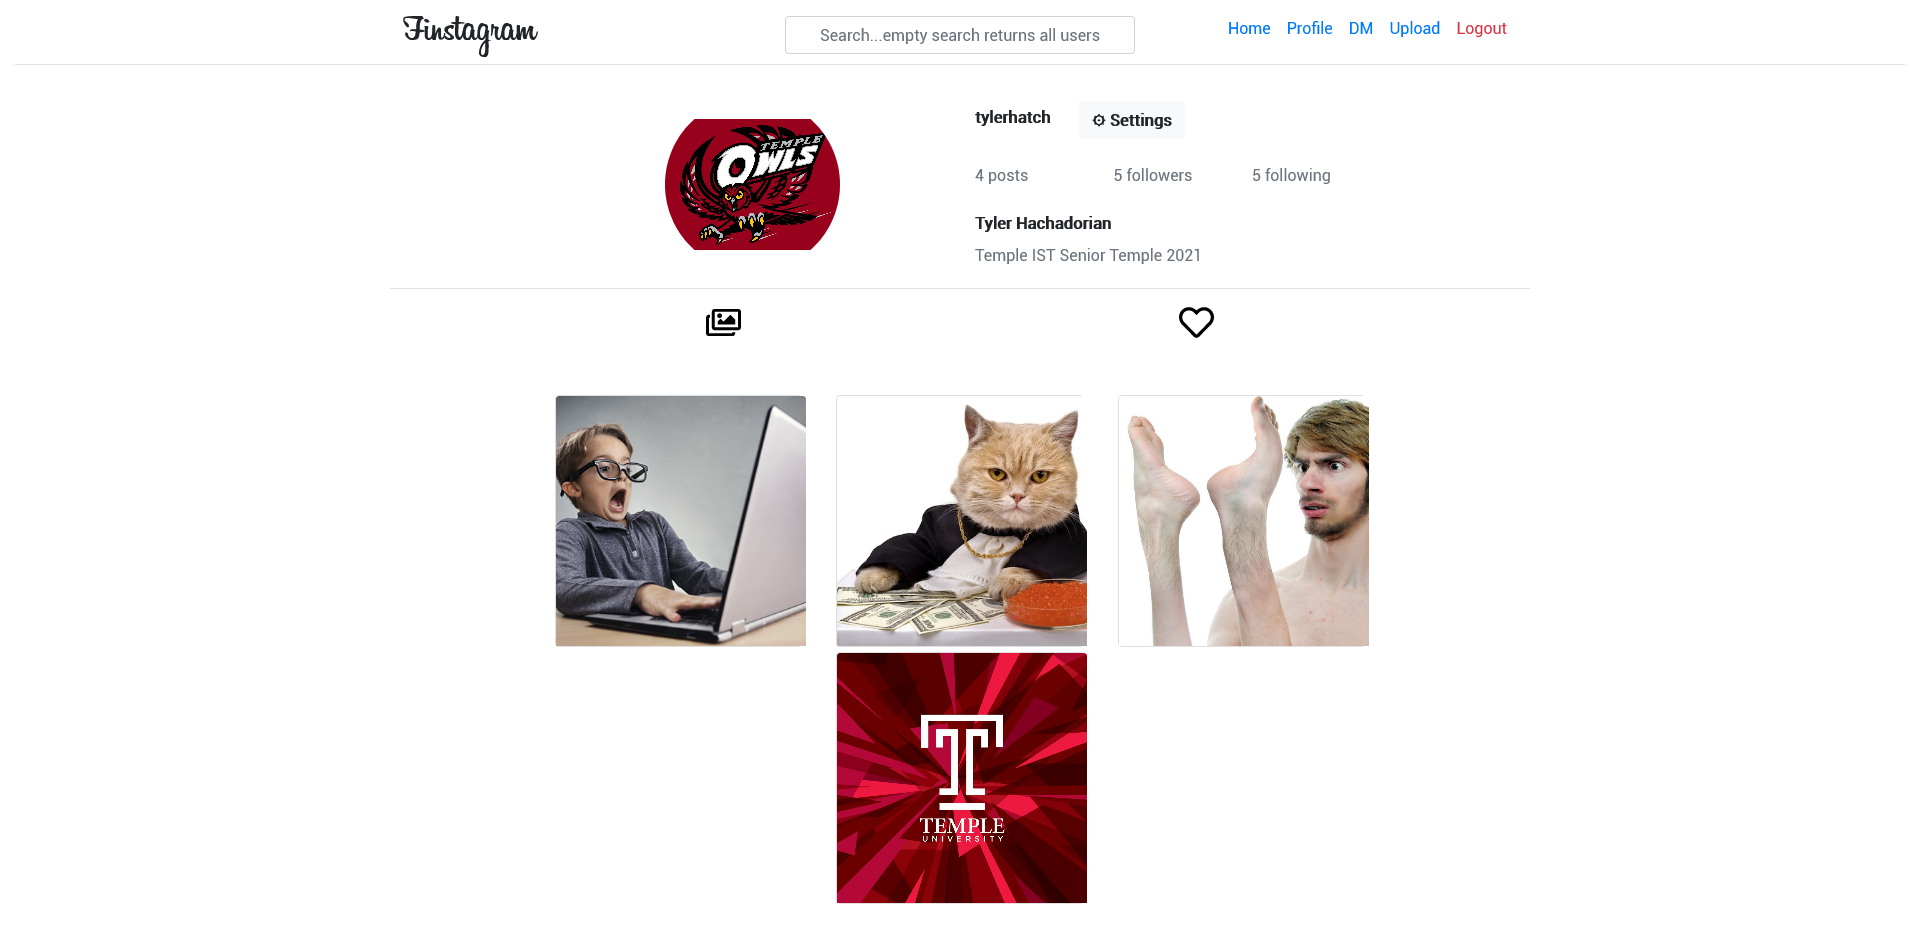 Finstagram
Search...empty search returns all users
Home Profile DM Upload Logout
TEMPLE
OWLS
tylerhatch
⚙ Settings
4 posts 5 followers 5 following
Tyler Hachadorian
Temple IST Senior Temple 2021
TEMPLE
UNIVERSITY